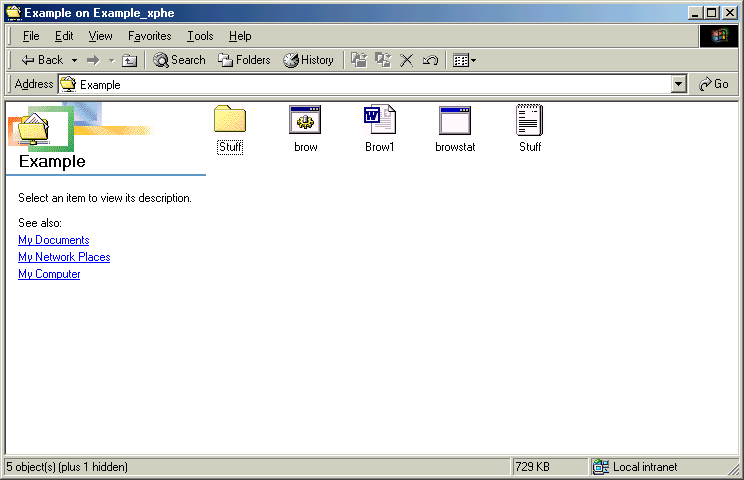 Example on Example_xphe
File Edit View Favorites Tools Help
Back Search Folders History
Address Example Go
Stuff brow Brow1 browstat Stuff
Example
Select an item to view its description.
See also:
My Documents
My Network Places
My Computer
5 object(s) (plus 1 hidden) 729 KB Local intranet